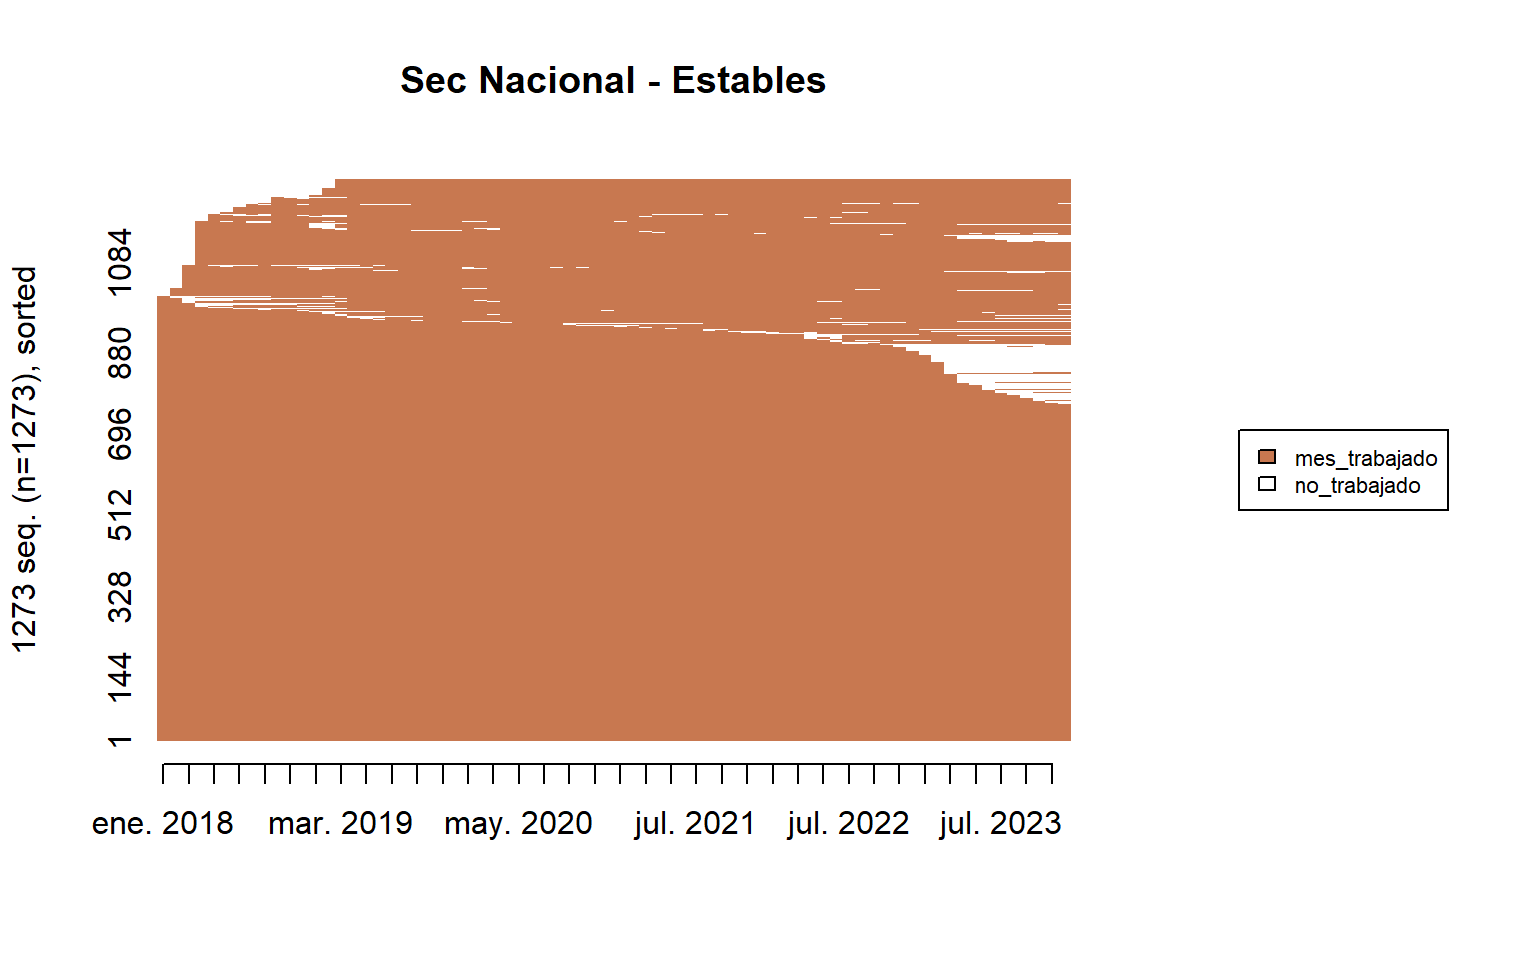 Sec Nacional - Estables
1273 seq. (n=1273), sorted
1084
880
696
512
328
144
1
ene. 2018
mar. 2019
may. 2020
jul. 2021
jul. 2022
jul. 2023
mes_trabajado
no_trabajado